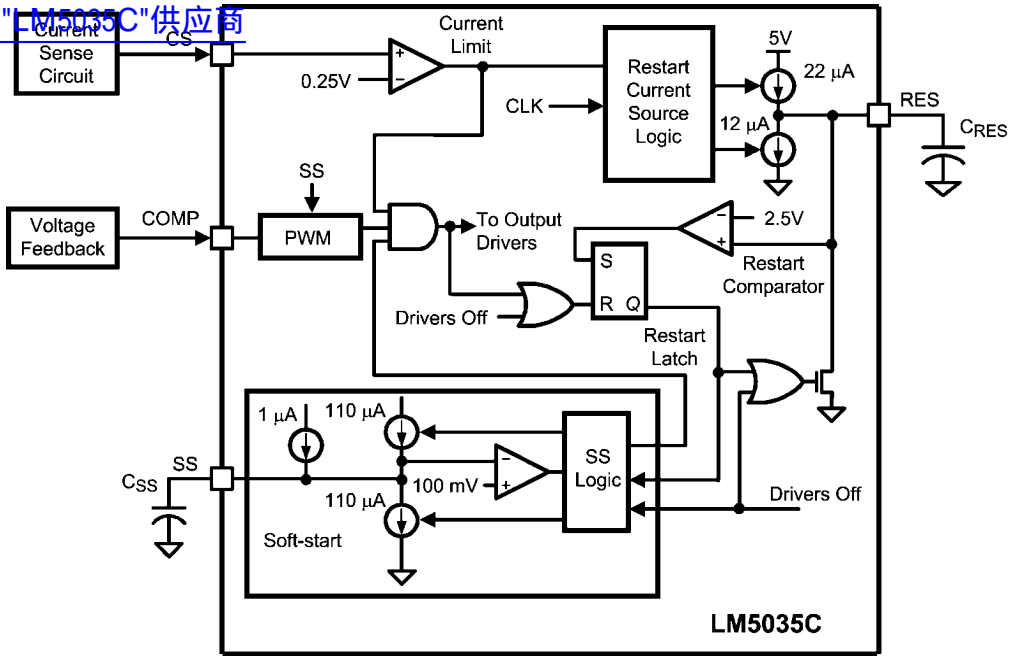 "LM5035C"供应商
Current
Sense
Circuit
CS
0.25V
Current
Limit
CLK
Restart
Current
Source
Logic
5V
22 µA
12 µA
RES
CRES
Voltage
Feedback
COMP
SS
PWM
To Output
Drivers
Drivers Off
S
R Q
2.5V
Restart
Comparator
Restart
Latch
1 µA
110 µA
SS
CSS
100 mV
110 µA
SS
Logic
Drivers Off
Soft-start
LM5035C